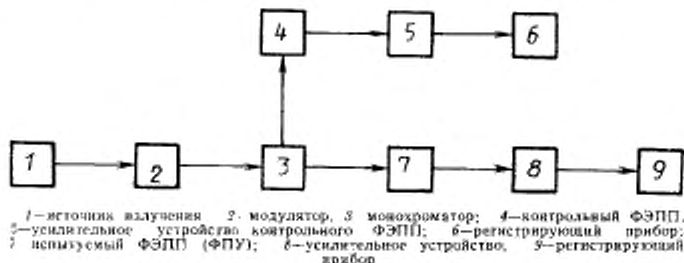 4 5 6
1 2 3 7 8 9
1—источник излучения 2- модулятор, 3 монохроматор; 4—контрольный ФЭПП,
5—усилительное устройство контрольного ФЭПП; 6—регистрирующий прибор;
7 испытуемый ФЭПП (ФПУ); 8—усилительное устройство, 9—регистрирующий
прибор